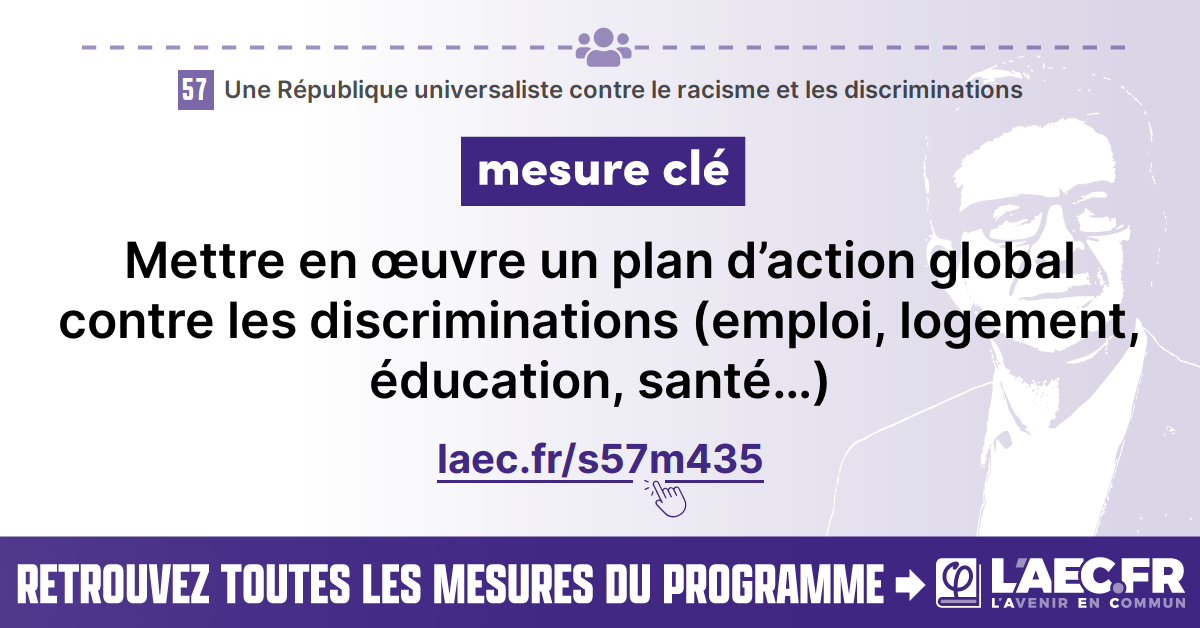 57 Une République universaliste contre le racisme et les discriminations
mesure clé
Mettre en œuvre un plan d’action global
contre les discriminations (emploi, logement,
éducation, santé…)
laec.fr/s57m435
RETROUVEZ TOUTES LES MESURES DU PROGRAMME
φ L'AEC.FR
L'AVENIR EN COMMUN